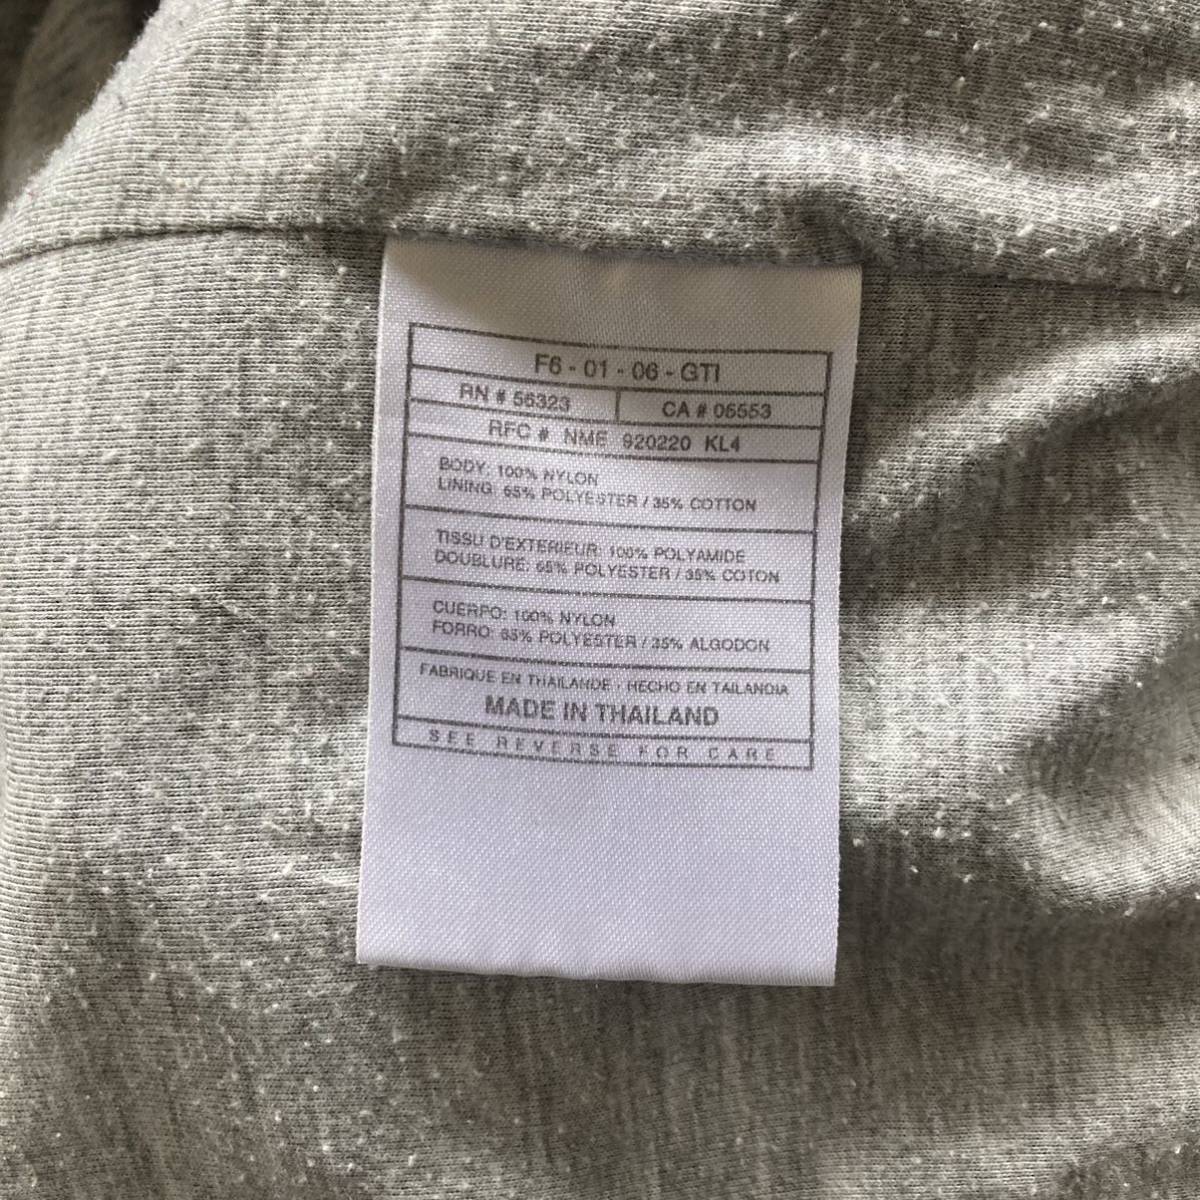 F6 - 01 - 06 - GTI
RN # 56323 CA # 05553
RFC # NME 920220 KL4
BODY: 100% NYLON
LINING: 65% POLYESTER / 35% COTTON
TISSU D'EXTERIEUR: 100% POLYAMIDE
DOUBLURE: 65% POLYESTER / 35% COTON
CUERPO: 100% NYLON
FORRO: 65% POLYESTER / 35% ALGODON
FABRIQUE EN THAILANDE - HECHO EN TAILANDIA
MADE IN THAILAND
SEE REVERSE FOR CARE